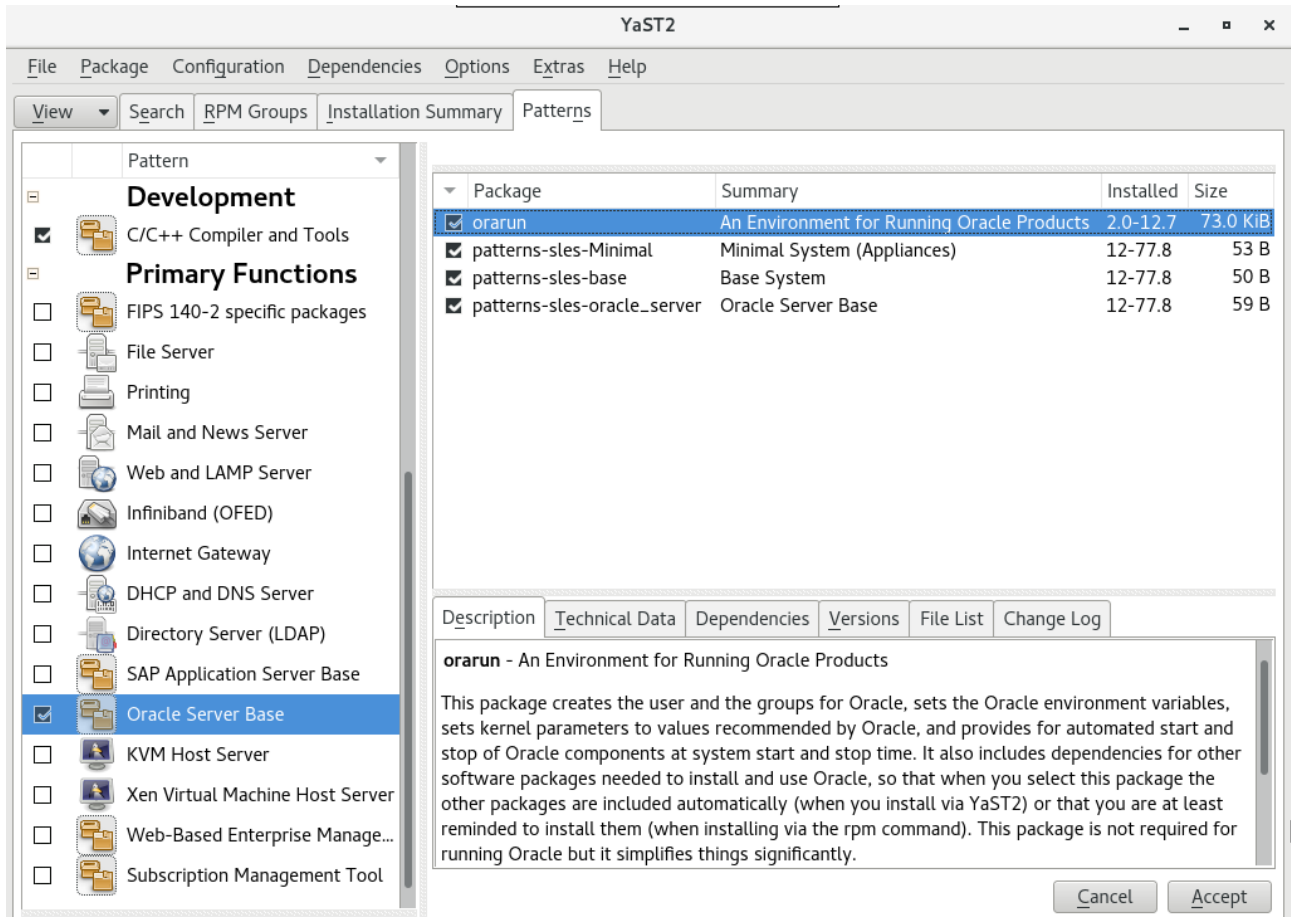 YaST2
File Package Configuration Dependencies Options Extras Help
View Search RPM Groups Installation Summary Patterns
Pattern
Development
C/C++ Compiler and Tools
Primary Functions
FIPS 140-2 specific packages
File Server
Printing
Mail and News Server
Web and LAMP Server
Infiniband (OFED)
Internet Gateway
DHCP and DNS Server
Directory Server (LDAP)
SAP Application Server Base
Oracle Server Base
KVM Host Server
Xen Virtual Machine Host Server
Web-Based Enterprise Manage...
Subscription Management Tool
Package Summary Installed Size
orarun An Environment for Running Oracle Products 2.0-12.7 73.0 KiB
patterns-sles-Minimal Minimal System (Appliances) 12-77.8 53 B
patterns-sles-base Base System 12-77.8 50 B
patterns-sles-oracle_server Oracle Server Base 12-77.8 59 B
Description Technical Data Dependencies Versions File List Change Log
orarun - An Environment for Running Oracle Products
This package creates the user and the groups for Oracle, sets the Oracle environment variables,
sets kernel parameters to values recommended by Oracle, and provides for automated start and
stop of Oracle components at system start and stop time. It also includes dependencies for other
software packages needed to install and use Oracle, so that when you select this package the
other packages are included automatically (when you install via YaST2) or that you are at least
reminded to install them (when installing via the rpm command). This package is not required for
running Oracle but it simplifies things significantly.
Cancel Accept